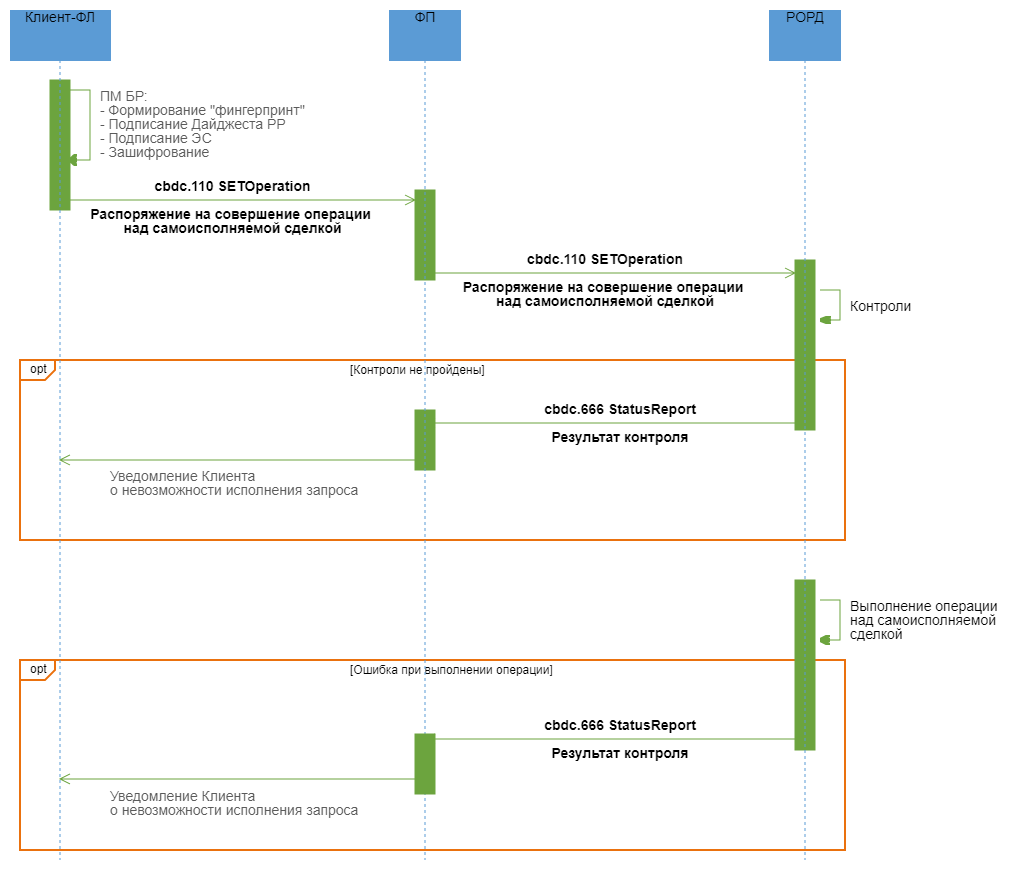 Клиент-ФЛ
ФП
РОРД
ПМ БР:
- Формирование "фингерпринт"
- Подписание Дайджеста РР
- Подписание ЭС
- Зашифрование
cbdc.110 SETOperation
Распоряжение на совершение операции
над самоисполняемой сделкой
cbdc.110 SETOperation
Распоряжение на совершение операции
над самоисполняемой сделкой
Контроли
opt
[Контроли не пройдены]
cbdc.666 StatusReport
Результат контроля
Уведомление Клиента
о невозможности исполнения запроса
Выполнение операции
над самоисполняемой
сделкой
opt
[Ошибка при выполнении операции]
cbdc.666 StatusReport
Результат контроля
Уведомление Клиента
о невозможности исполнения запроса